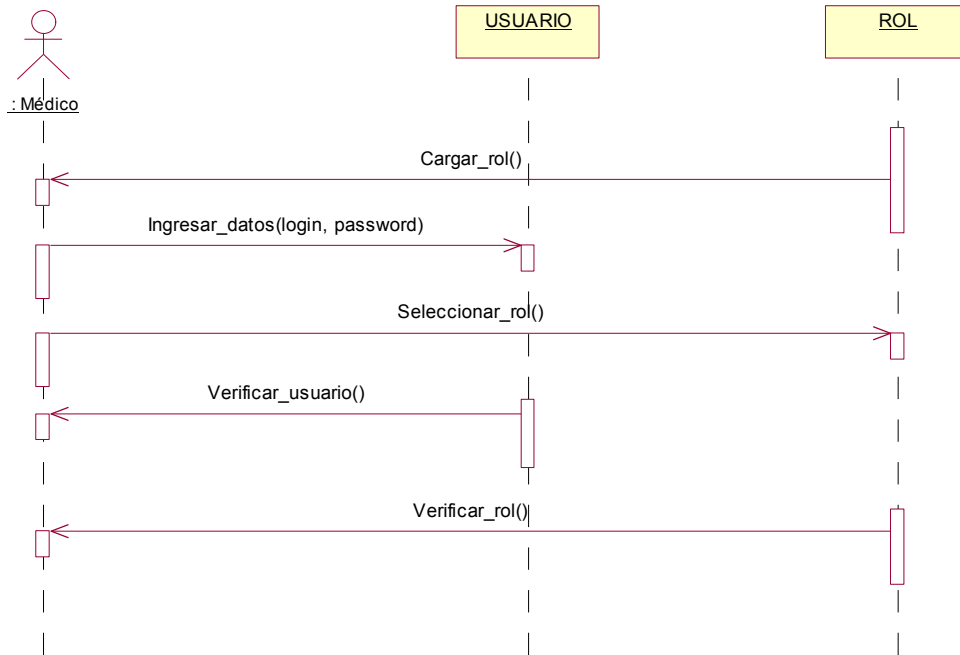 USUARIO
ROL
: Médico
Cargar_rol()
Ingresar_datos(login, password)
Seleccionar_rol()
Verificar_usuario()
Verificar_rol()